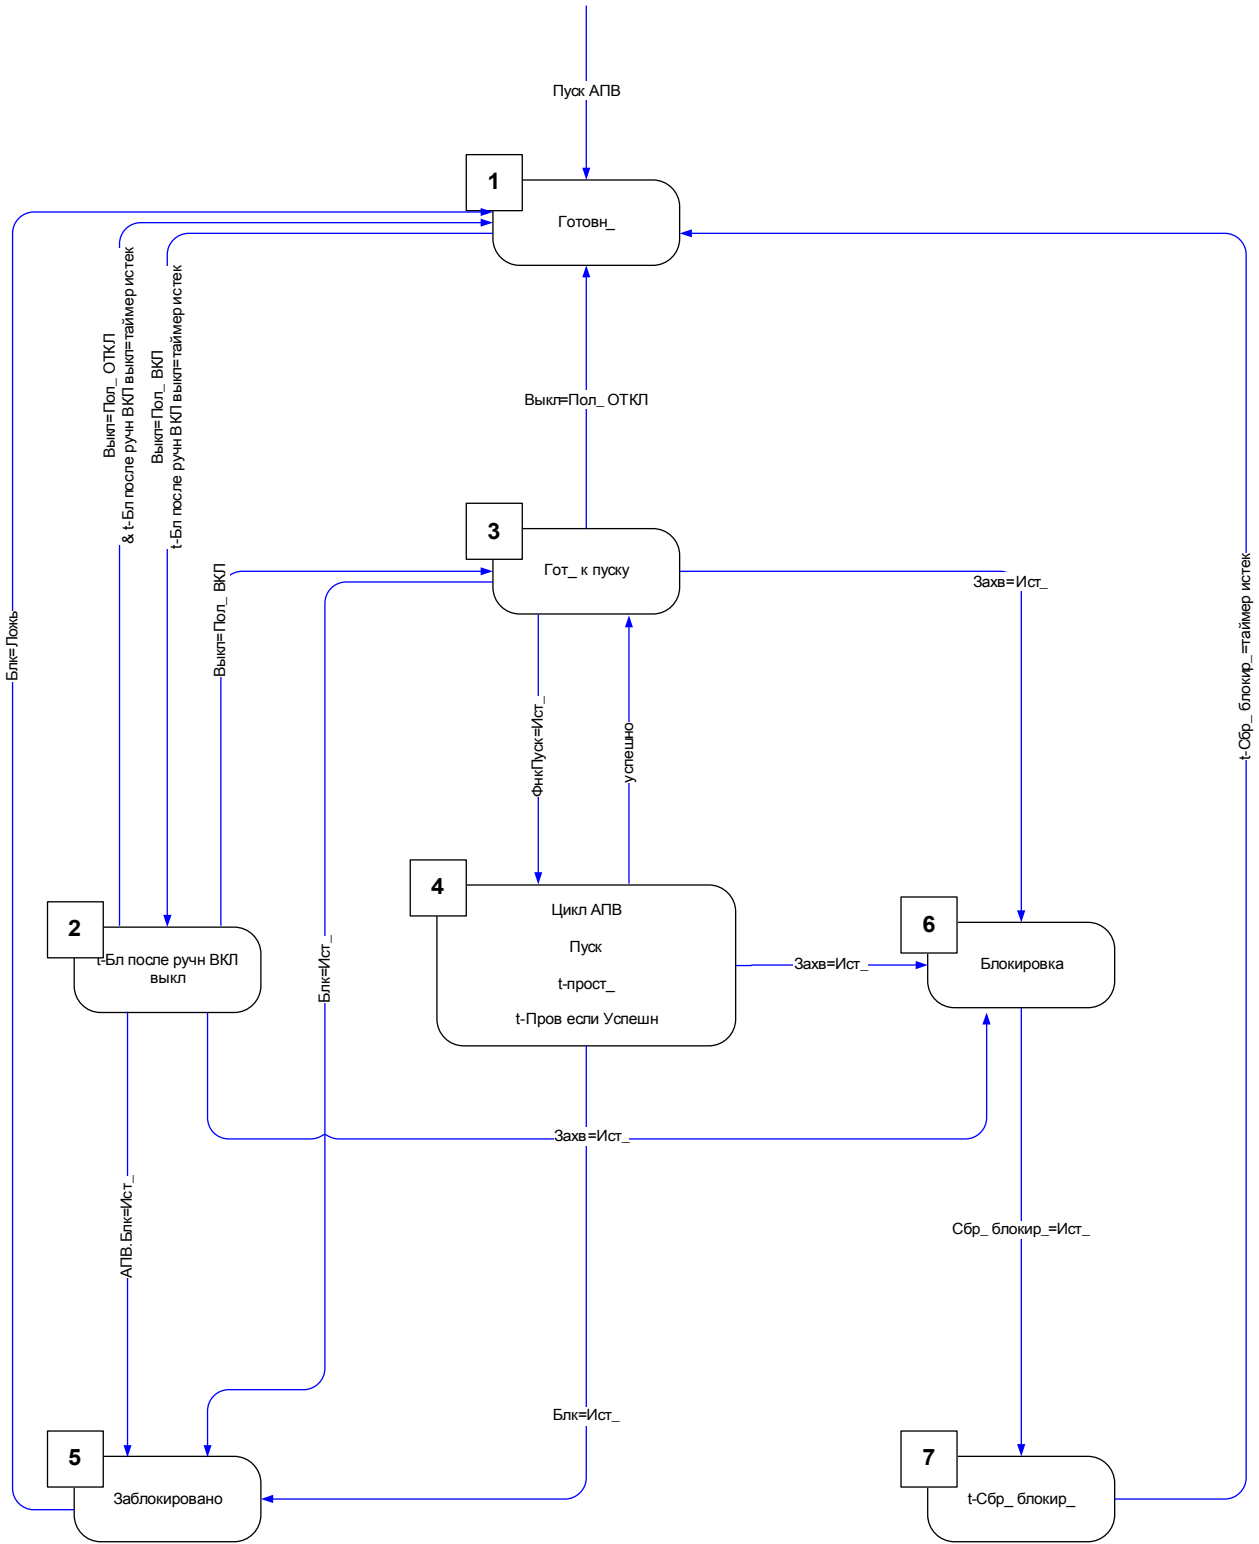 Пуск АПВ
1
Готовн_
Выкл=Пол_ ОТКЛ
& t-Бл после ручн ВКЛ выкл=таймер истек
Выкл=Пол_ ВКЛ
t-Бл после ручн ВКЛ выкл=таймер истек
Выкл=Пол_ ОТКЛ
3
Гот_ к пуску
Захв=Ист_
Выкл=Пол_ ВКЛ
Блк=Ложь
t-Сбр_ блокир_=таймер истек
ФнкПуск=Ист_
успешно
4
Цикл АПВ
Пуск
t-прост_
t-Пров если Успешн
2
t-Бл после ручн ВКЛ
выкл
Блк=Ист_
Захв=Ист_
6
Блокировка
Захв=Ист_
АПВ.Блк=Ист_
Сбр_ блокир_=Ист_
Блк=Ист_
5
Заблокировано
7
t-Сбр_ блокир_